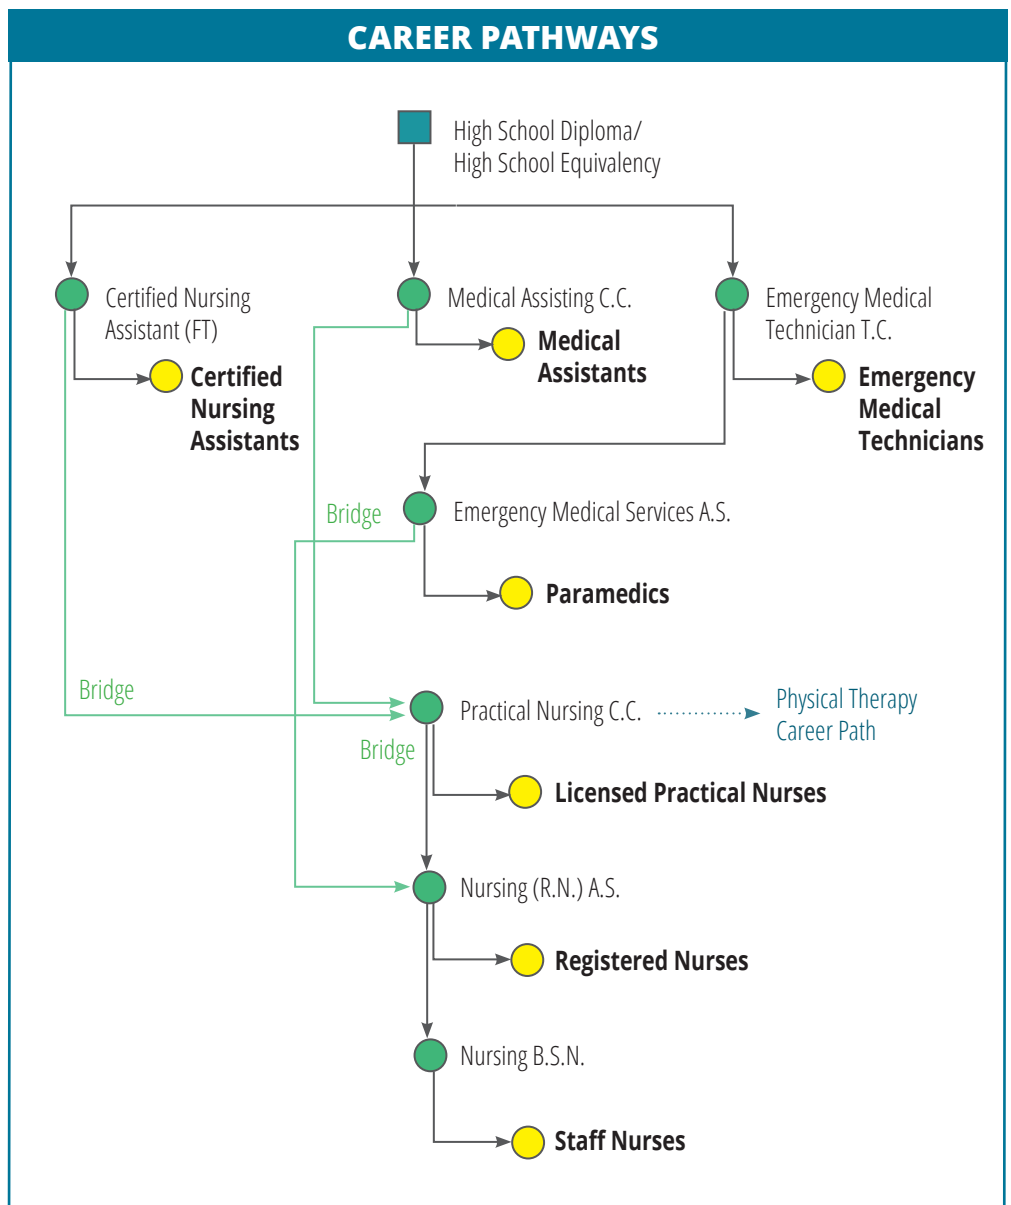 CAREER PATHWAYS
High School Diploma/
High School Equivalency
Certified Nursing
Assistant (FT)
Medical Assisting C.C.
Emergency Medical
Technician T.C.
Certified
Nursing
Assistants
Medical
Assistants
Emergency
Medical
Technicians
Bridge
Emergency Medical Services A.S.
Paramedics
Bridge
Practical Nursing C.C.
Physical Therapy
Career Path
Bridge
Licensed Practical Nurses
Nursing (R.N.) A.S.
Registered Nurses
Nursing B.S.N.
Staff Nurses